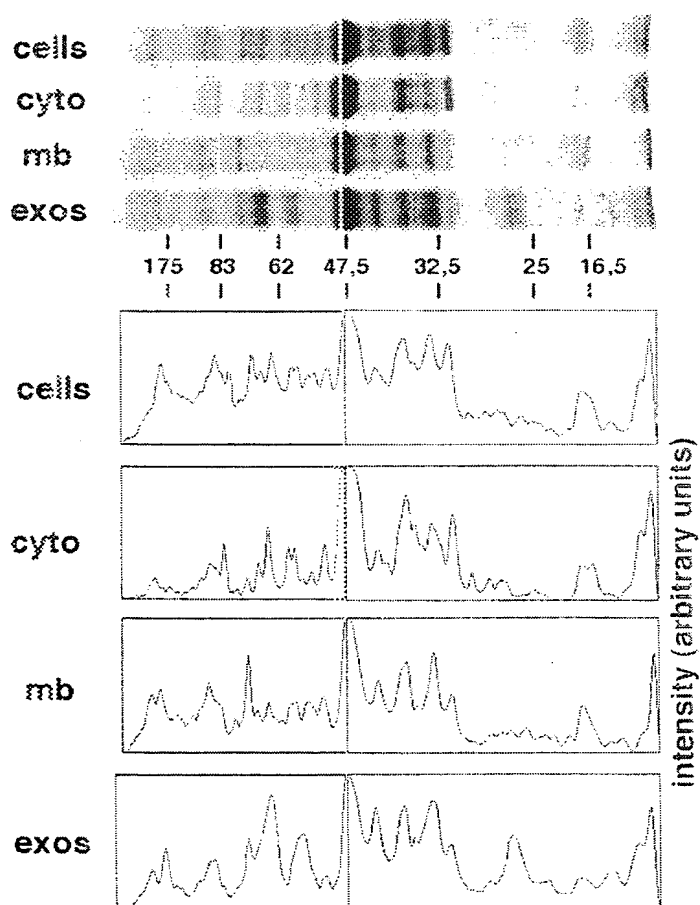 cells
cyto
mb
exos
175 83 62 47,5 32,5 25 16,5
cells
cyto
mb
exos
intensity (arbitrary units)